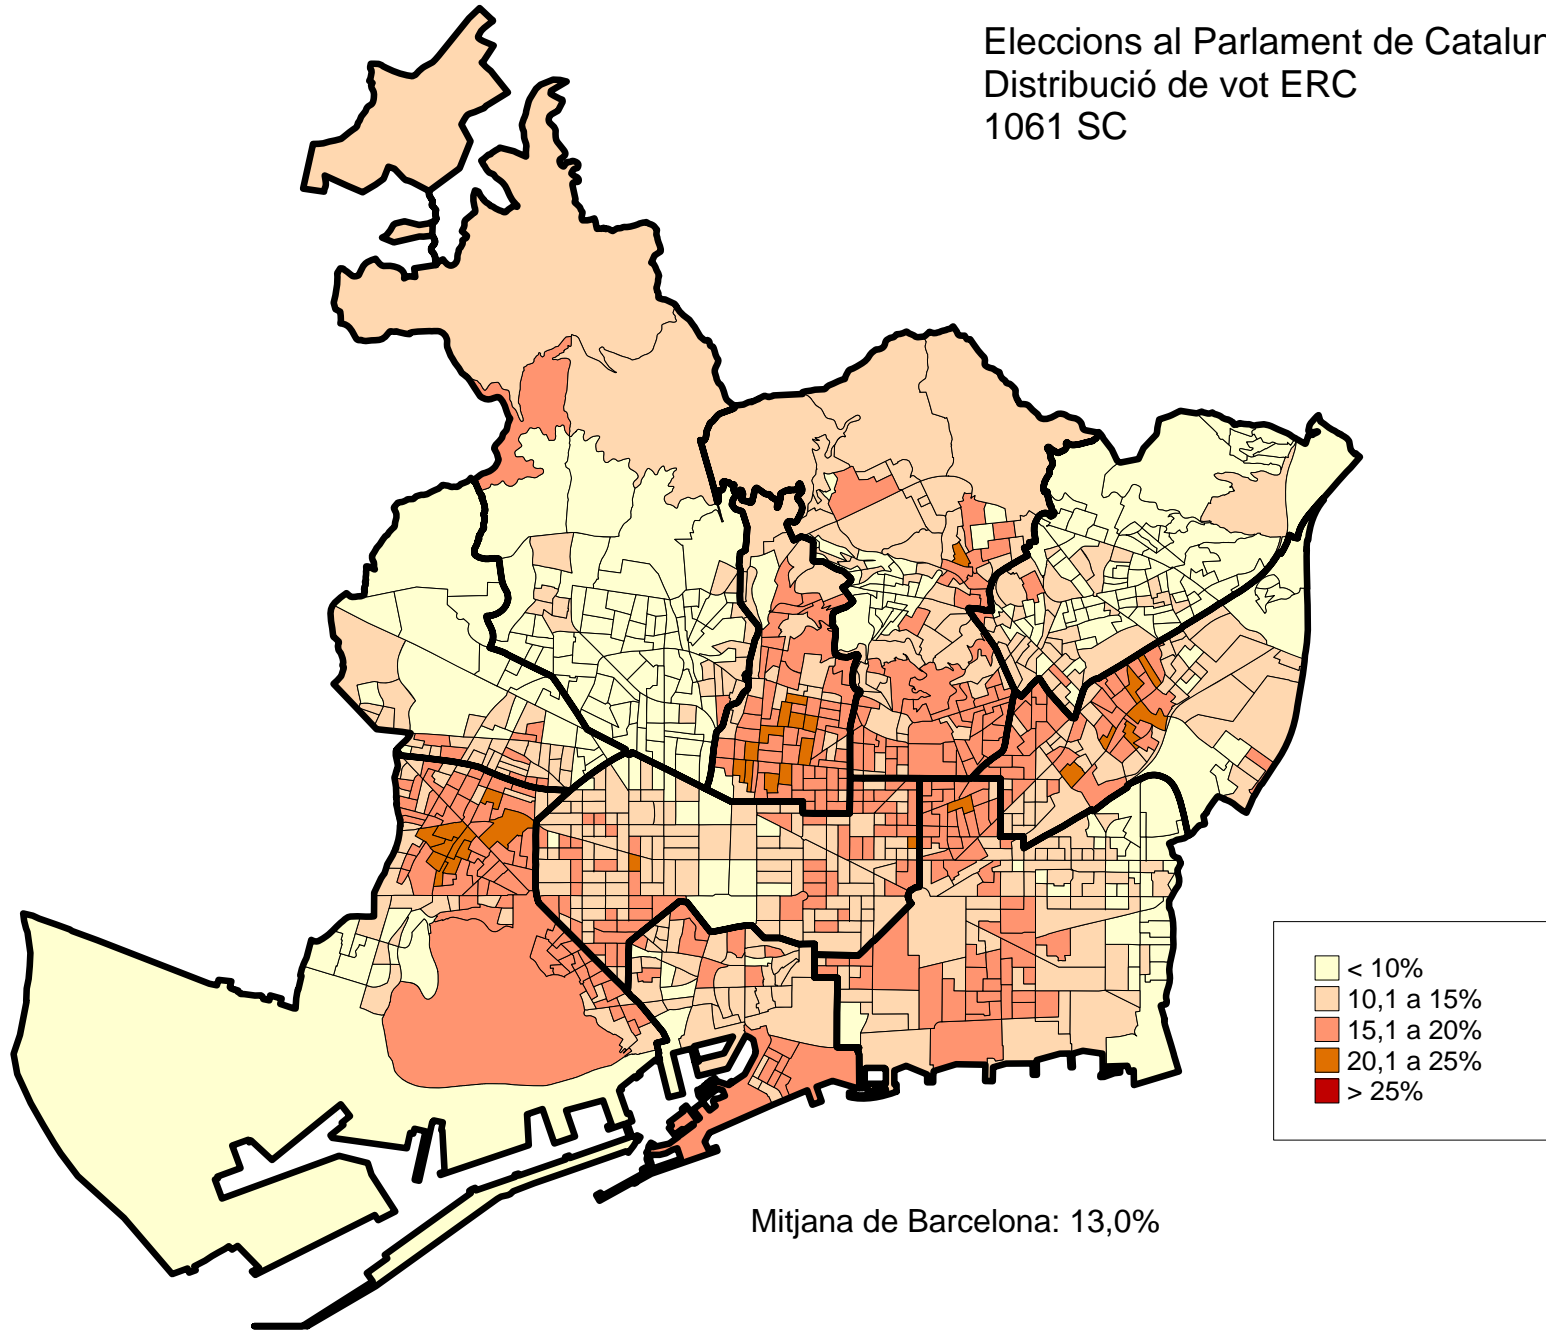 Eleccions al Parlament de Catalun
Distribució de vot ERC
1061 SC
< 10%
10,1 a 15%
15,1 a 20%
20,1 a 25%
> 25%
Mitjana de Barcelona: 13,0%